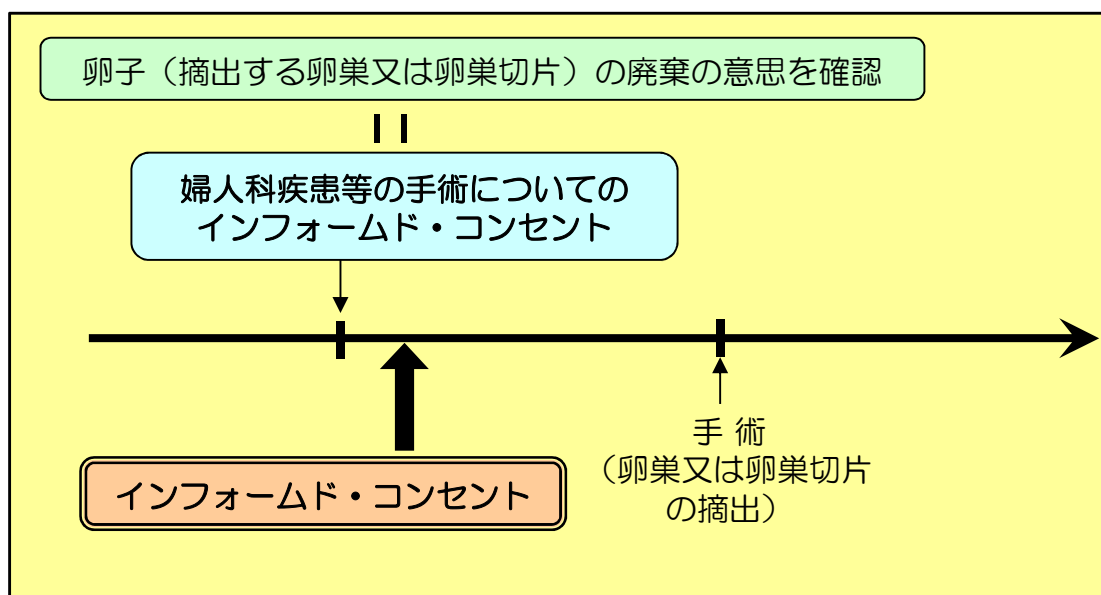 卵子（摘出する卵巣又は卵巣切片）の廃棄の意思を確認
婦人科疾患等の手術についての
インフォームド・コンセント
インフォームド・コンセント
手 術
（卵巣又は卵巣切片
の摘出）